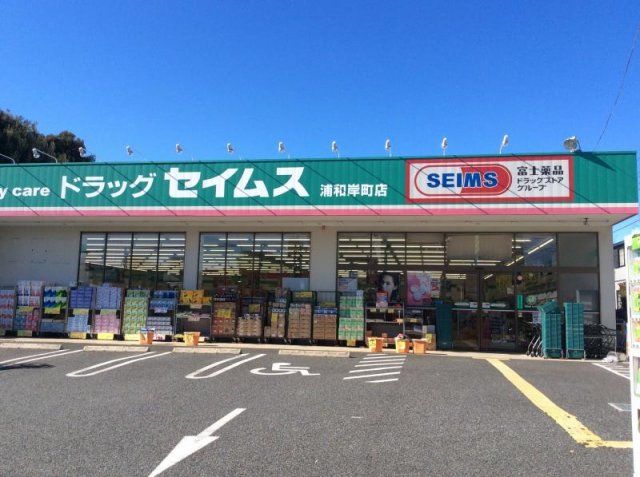 y care ドラッグ セイムス 浦和岸町店
SEIMS
富士薬品
ドラッグストア
グループ